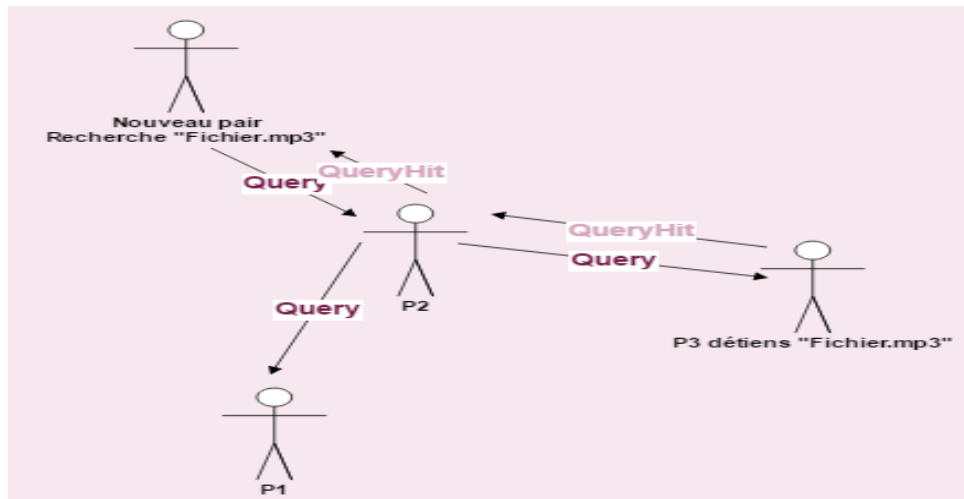 Nouveau pair
Recherche "Fichier.mp3"
QueryHit
Query
QueryHit
Query
Query
P2
P3 détiens "Fichier.mp3"
P1